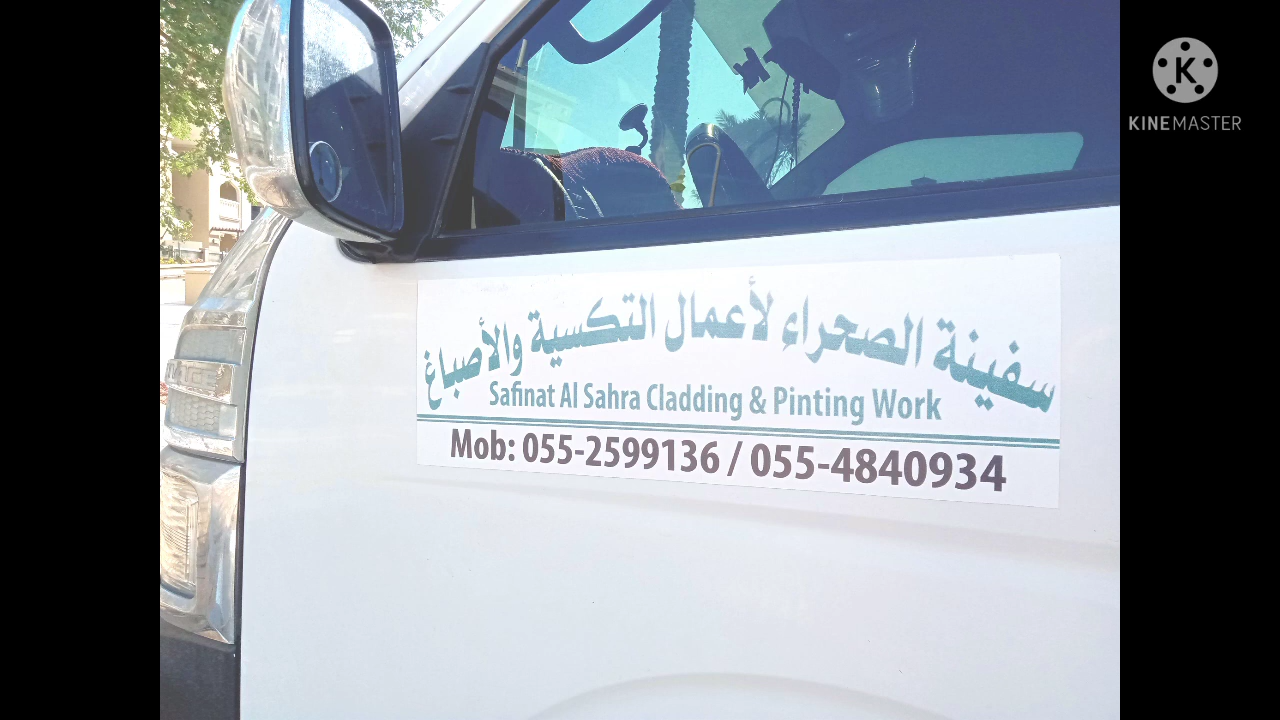 K
KINEMASTER
سفينة الصحراء لأعمال التكسية والأصباغ
Safinat Al Sahra Cladding & Pinting Work
Mob: 055-2599136 / 055-4840934